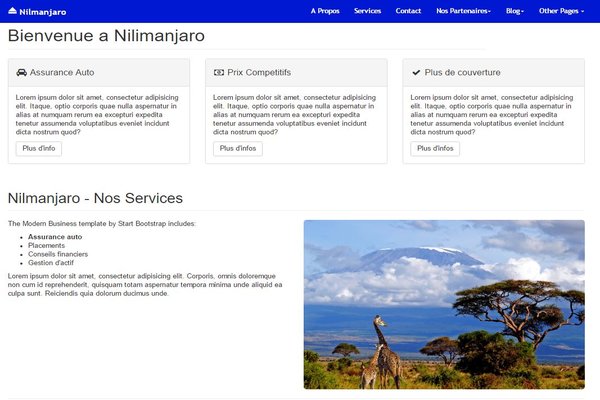 Nilmanjaro
A Propos Services Contact Nos Partenaires Blog Other Pages
Bienvenue a Nilimanjaro
Assurance Auto
Lorem ipsum dolor sit amet, consectetur adipisicing
elit. Itaque, optio corporis quae nulla aspernatur in
alias at numquam rerum ea excepturi expedita
tenetur assumenda voluptatibus eveniet incidunt
dicta nostrum quod?
Plus d'info
Prix Competitifs
Lorem ipsum dolor sit amet, consectetur adipisicing
elit. Itaque, optio corporis quae nulla aspernatur in
alias at numquam rerum ea excepturi expedita
tenetur assumenda voluptatibus eveniet incidunt
dicta nostrum quod?
Plus d'infos
Plus de couverture
Lorem ipsum dolor sit amet, consectetur adipisicing
elit. Itaque, optio corporis quae nulla aspernatur in
alias at numquam rerum ea excepturi expedita
tenetur assumenda voluptatibus eveniet incidunt
dicta nostrum quod?
Plus d'infos
Nilmanjaro - Nos Services
The Modern Business template by Start Bootstrap includes:
Assurance auto
Placements
Conseils financiers
Gestion d'actif
Lorem ipsum dolor sit amet, consectetur adipisicing elit. Corporis, omnis doloremque
non cum id reprehenderit, quisquam totam aspernatur tempora minima unde aliquid ea
culpa sunt. Reiciendis quia dolorum ducimus unde.